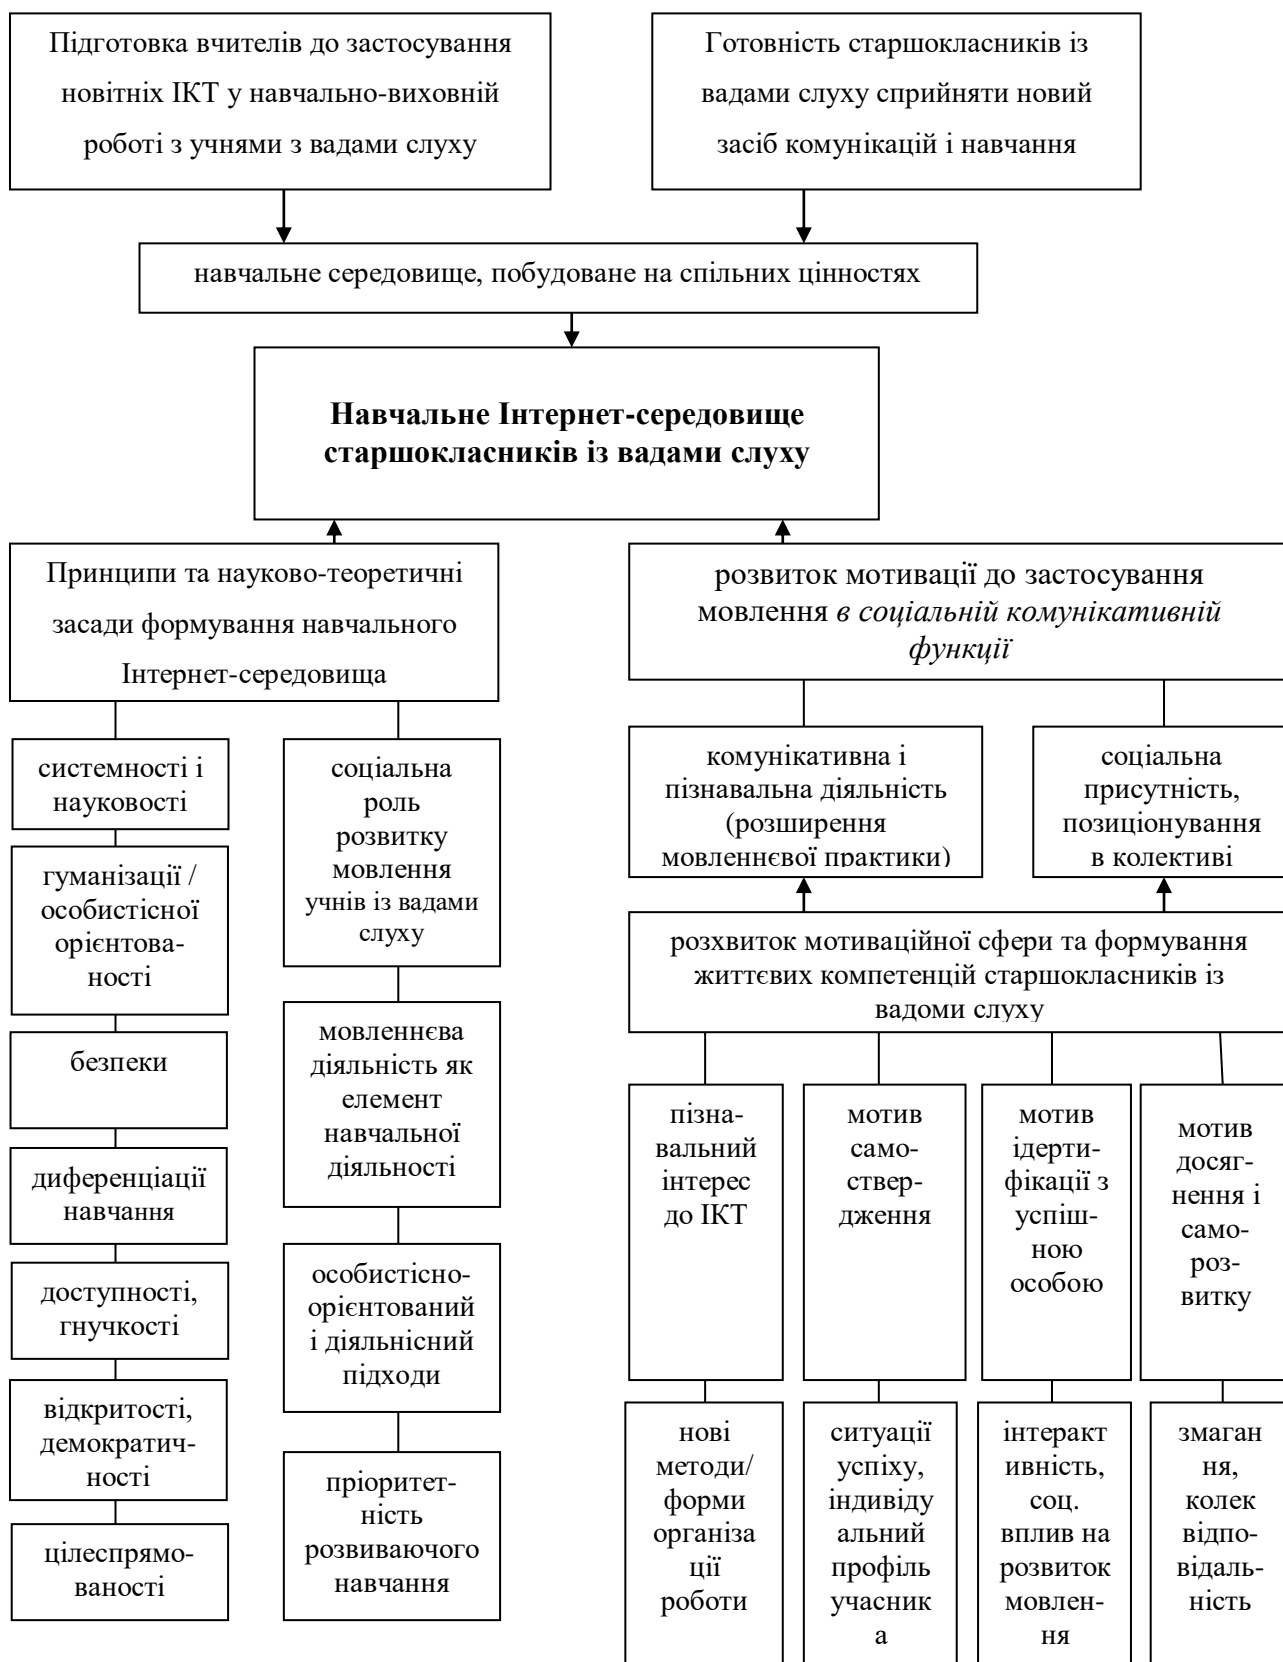 Підготовка вчителів до застосування
новітніх ІКТ у навчально-виховній
роботі з учнями з вадами слуху
Готовність старшокласників із
вадами слуху сприйняти новий
засіб комунікацій і навчання
навчальне середовище, побудоване на спільних цінностях
Навчальне Інтернет-середовище
старшокласників із вадами слуху
Принципи та науково-теоретичні
засади формування навчального
Інтернет-середовища
розвиток мотивації до застосування
мовлення в соціальній комунікативній
функції
системності і
науковості
гуманізації /
особистісної
орієнтова-
ності
безпеки
диференціації
навчання
доступності,
гнучкості
відкритості,
демократич-
ності
цілеспрямо-
ваності
соціальна
роль
розвитку
мовлення
учнів із вадами
слуху
мовленнєва
діяльність як
елемент
навчальної
діяльності
особистісно-
орієнтований
і діяльнісний
підходи
пріоритет-
ність
розвиваючого
навчання
комунікативна і
пізнавальна діяльність
(розширення
мовленнєвої практики)
соціальна
присутність,
позиціонування
в колективі
розхвиток мотиваційної сфери та формування
життєвих компетенцій старшокласників із
вадоми слуху
пізна-
вальний
інтерес
до ІКТ
мотив
само-
ствер-
дження
мотив
ідерти-
фікації з
успіш-
ною
особою
мотив
досяг-
нення і
само-
роз-
витку
нові
методи/
форми
організа
ції
роботи
ситуації
успіху,
індивіду
альний
профіль
учасник
а
інтеракт
ивність,
соц.
вплив на
розвиток
мовлен-
ня
змаган
ня,
колек
відпо-
відаль-
ність